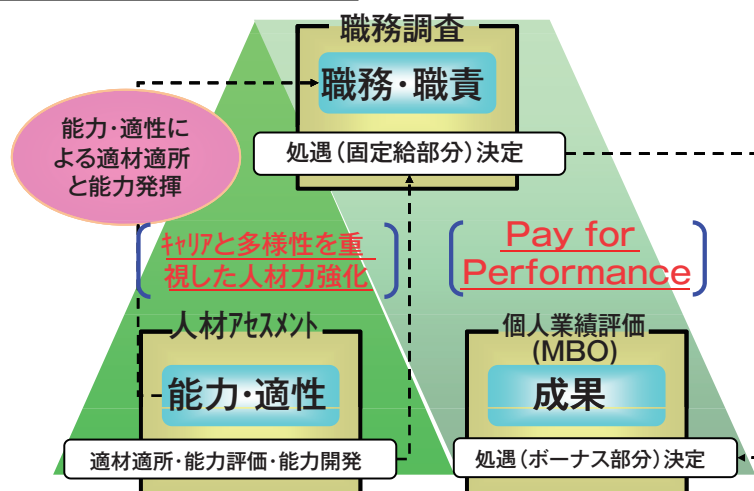 職務調査
職務・職責
処遇(固定給部分)決定
能力・適性に
よる適材適所
と能力発揮
ｷｬﾘｱと多様性を重
視した人材力強化
Pay for
Performance
人材ｱｾｽﾒﾝﾄ
能力・適性
適材適所・能力評価・能力開発
個人業績評価
(MBO)
成果
処遇(ボーナス部分)決定